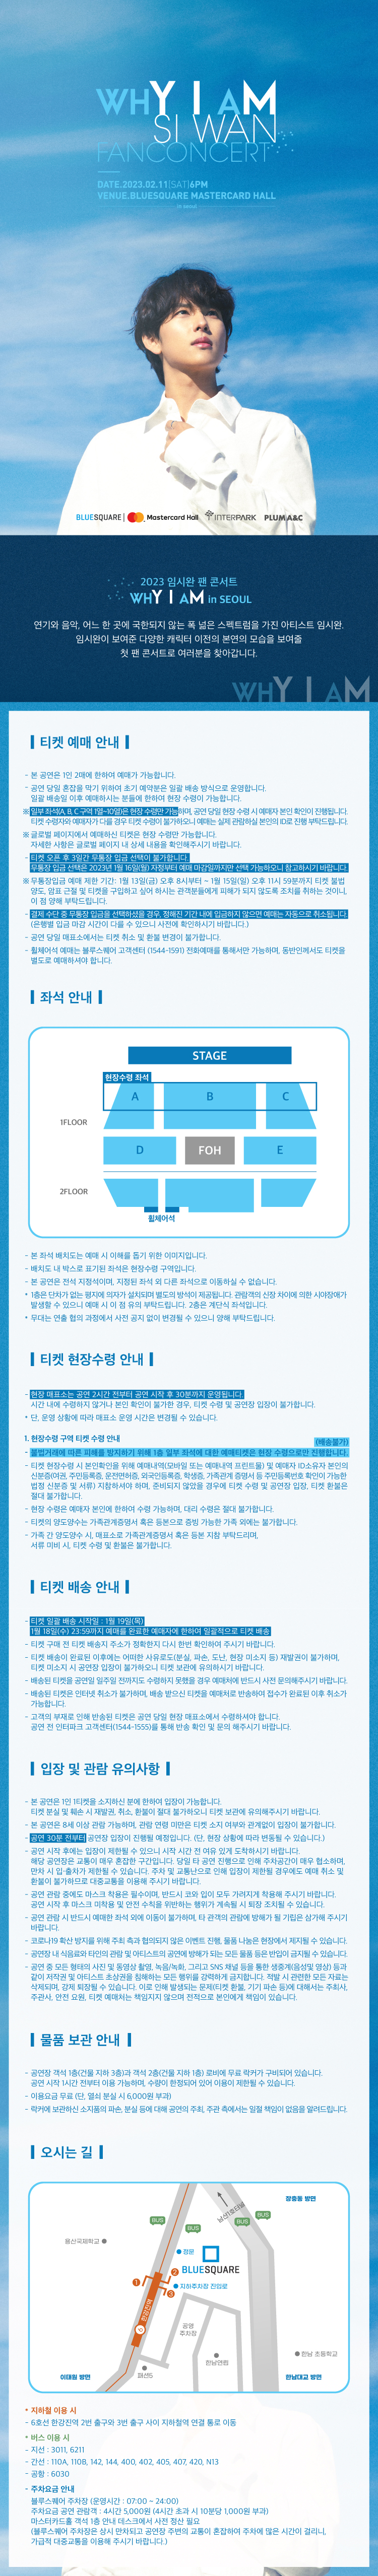 WHY I AM
SI WAN
FANCONCERT
DATE.2023.02.11[SAT]6PM
VENUE.BLUESQUARE MASTERCARD HALL
in seoul
BLUESQUARE | Mastercard Hall INTERPARK PLUM A&C
2023 임시완 팬 콘서트
WHY I AM in SEOUL
연기와 음악, 어느 한 곳에 국한되지 않는 폭 넓은 스펙트럼을 가진 아티스트 임시완.
임시완이 보여준 다양한 캐릭터 이전의 본연의 모습을 보여줄
첫 팬 콘서트로 여러분을 찾아갑니다.
WHY I AM
티켓 예매 안내
- 본 공연은 1인 2매에 한하여 예매가 가능합니다.
- 공연 당일 혼잡을 막기 위하여 초기 예약분은 일괄 배송 방식으로 운영합니다.
일괄 배송일 이후 예매하시는 분들에 한하여 현장 수령이 가능합니다.
※ 일부 좌석(A, B, C 구역 1열~10열)은 현장 수령만 가능하며, 공연 당일 현장 수령 시 예매자 본인 확인이 진행됩니다.
티켓 수령자와 예매자가 다를 경우 티켓 수령이 불가하오니 예매는 실제 관람하실 본인의 ID로 진행 부탁드립니다.
※ 글로벌 페이지에서 예매하신 티켓은 현장 수령만 가능합니다.
자세한 사항은 글로벌 페이지 내 상세 내용을 확인해주시기 바랍니다.
- 티켓 오픈 후 3일간 무통장 입금 선택이 불가합니다.
무통장 입금 선택은 2023년 1월 16일(월) 자정부터 예매 마감일까지만 선택 가능하오니 참고하시기 바랍니다.
※ 무통장입금 예매 제한 기간: 1월 13일(금) 오후 8시부터 ~ 1월 15일(일) 오후 11시 59분까지 티켓 불법
양도, 암표 근절 및 티켓을 구입하고 싶어 하시는 관객분들에게 피해가 되지 않도록 조치를 취하는 것이니,
이 점 양해 부탁드립니다.
- 결제 수단 중 무통장 입금을 선택하셨을 경우, 정해진 기간 내에 입금하지 않으면 예매는 자동으로 취소됩니다.
(은행별 입금 마감 시간이 다를 수 있으니 사전에 확인하시기 바랍니다.)
- 공연 당일 매표소에서는 티켓 취소 및 환불 변경이 불가합니다.
- 휠체어석 예매는 블루스퀘어 고객센터 (1544-1591) 전화예매를 통해서만 가능하며, 동반인께서도 티켓을
별도로 예매하셔야 합니다.
좌석 안내
STAGE
현장수령 좌석
A
B
C
1FLOOR
D
FOH
E
2FLOOR
휠체어석
- 본 좌석 배치도는 예매 시 이해를 돕기 위한 이미지입니다.
- 배치도 내 박스로 표기된 좌석은 현장수령 구역입니다.
- 본 공연은 전석 지정석이며, 지정된 좌석 외 다른 좌석으로 이동하실 수 없습니다.
* 1층은 단차가 없는 평지에 의자가 설치되며 별도의 방석이 제공됩니다. 관람객의 신장 차이에 의한 시야장애가
발생할 수 있으니 예매 시 이 점 유의 부탁드립니다. 2층은 계단식 좌석입니다.
* 무대는 연출 협의 과정에서 사전 공지 없이 변경될 수 있으니 양해 부탁드립니다.
티켓 현장수령 안내
- 현장 매표소는 공연 2시간 전부터 공연 시작 후 30분까지 운영됩니다.
시간 내에 수령하지 않거나 본인 확인이 불가한 경우, 티켓 수령 및 공연장 입장이 불가합니다.
* 단, 운영 상황에 따라 매표소 운영 시간은 변경될 수 있습니다.
1. 현장수령 구역 티켓 수령 안내
(배송불가)
- 불법거래에 따른 피해를 방지하기 위해 1층 일부 좌석에 대한 예매티켓은 현장 수령으로만 진행합니다.
- 티켓 현장수령 시 본인확인을 위해 예매내역(모바일 또는 예매내역 프린트물) 및 예매자 ID소유자 본인의
신분증(여권, 주민등록증, 운전면허증, 외국인등록증, 학생증, 가족관계 증명서 등 주민등록번호 확인이 가능한
법정 신분증 및 서류) 지참하셔야 하며, 준비되지 않았을 경우에 티켓 수령 및 공연장 입장, 티켓 환불은
절대 불가합니다.
- 현장 수령은 예매자 본인에 한하여 수령 가능하며, 대리 수령은 절대 불가합니다.
- 티켓의 양도양수는 가족관계증명서 혹은 등본으로 증빙 가능한 가족 외에는 불가합니다.
- 가족 간 양도양수 시, 매표소로 가족관계증명서 혹은 등본 지참 부탁드리며,
서류 미비 시, 티켓 수령 및 환불은 불가합니다.
티켓 배송 안내
- 티켓 일괄 배송 시작일 : 1월 19일(목)
1월 18일(수) 23:59까지 예매를 완료한 예매자에 한하여 일괄적으로 티켓 배송
- 티켓 구매 전 티켓 배송지 주소가 정확한지 다시 한번 확인하여 주시기 바랍니다.
- 티켓 배송이 완료된 이후에는 어떠한 사유로도(분실, 파손, 도난, 현장 미소지 등) 재발권이 불가하며,
티켓 미소지 시 공연장 입장이 불가하오니 티켓 보관에 유의하시기 바랍니다.
- 배송된 티켓을 공연일 일주일 전까지도 수령하지 못했을 경우 예매처에 반드시 사전 문의해주시기 바랍니다.
- 배송된 티켓은 인터넷 취소가 불가하며, 배송 받으신 티켓을 예매처로 반송하여 접수가 완료된 이후 취소가
가능합니다.
- 고객의 부재로 인해 반송된 티켓은 공연 당일 현장 매표소에서 수령하셔야 합니다.
공연 전 인터파크 고객센터(1544-1555)를 통해 반송 확인 및 문의 해주시기 바랍니다.
입장 및 관람 유의사항
- 본 공연은 1인 1티켓을 소지하신 분에 한하여 입장이 가능합니다.
티켓 분실 및 훼손 시 재발권, 취소, 환불이 절대 불가하오니 티켓 보관에 유의해주시기 바랍니다.
- 본 공연은 8세 이상 관람 가능하며, 관람 연령 미만은 티켓 소지 여부와 관계없이 입장이 불가합니다.
- 공연 30분 전부터 공연장 입장이 진행될 예정입니다. (단, 현장 상황에 따라 변동될 수 있습니다.)
- 공연 시작 후에는 입장이 제한될 수 있으니 시작 시간 전 여유 있게 도착하시기 바랍니다.
해당 공연장은 교통이 매우 혼잡한 구간입니다. 당일 타 공연 진행으로 인해 주차공간이 매우 협소하며,
만차 시 입·출차가 제한될 수 있습니다. 주차 및 교통난으로 인해 입장이 제한될 경우에도 예매 취소 및
환불이 불가하므로 대중교통을 이용해 주시기 바랍니다.
- 공연 관람 중에도 마스크 착용은 필수이며, 반드시 코와 입이 모두 가려지게 착용해 주시기 바랍니다.
공연 시작 후 마스크 미착용 및 안전 수칙을 위반하는 행위가 계속될 시 퇴장 조치될 수 있습니다.
- 공연 관람 시 반드시 예매한 좌석 외에 이동이 불가하며, 타 관객의 관람에 방해가 될 기립은 삼가해 주시기
바랍니다.
- 코로나19 확산 방지를 위해 주최 측과 협의되지 않은 이벤트 진행, 물품 나눔은 현장에서 제지될 수 있습니다.
- 공연장 내 식음료와 타인의 관람 및 아티스트의 공연에 방해가 되는 모든 물품 등은 반입이 금지될 수 있습니다.
- 공연 중 모든 형태의 사진 및 동영상 촬영, 녹음/녹화, 그리고 SNS 채널 등을 통한 생중계(음성및 영상) 등과
같이 저작권 및 아티스트 초상권을 침해하는 모든 행위를 강력하게 금지합니다. 적발 시 관련한 모든 자료는
삭제되며, 강제 퇴장될 수 있습니다. 이로 인해 발생되는 문제(티켓 환불, 기기 파손 등)에 대해서는 주최사,
주관사, 안전 요원, 티켓 예매처는 책임지지 않으며 전적으로 본인에게 책임이 있습니다.
물품 보관 안내
- 공연장 객석 1층(건물 지하 3층)과 객석 2층(건물 지하 1층) 로비에 무료 락커가 구비되어 있습니다.
공연 시작 1시간 전부터 이용 가능하며, 수량이 한정되어 있어 이용이 제한될 수 있습니다.
- 이용요금 무료 (단, 열쇠 분실 시 6,000원 부과)
- 락커에 보관하신 소지품의 파손, 분실 등에 대해 공연의 주최, 주관 측에서는 일절 책임이 없음을 알려드립니다.
오시는 길
장충동 방면
남산1호터널
BUS
BUS
BUS
BUS
용산국제학교
정문
BLUESQUARE
지하주차장 진입로
1
2
3
한강진역
공영
주차장
한남연립
한남 초등학교
패션5
이태원 방면
한남대교 방면
* 지하철 이용 시
- 6호선 한강진역 2번 출구와 3번 출구 사이 지하철역 연결 통로 이동
* 버스 이용 시
- 지선 : 3011, 6211
- 간선 : 110A, 110B, 142, 144, 400, 402, 405, 407, 420, N13
- 공항 : 6030
- 주차요금 안내
블루스퀘어 주차장 (운영시간 : 07:00 ~ 24:00)
주차요금 공연 관람객 : 4시간 5,000원 (4시간 초과 시 10분당 1,000원 부과)
마스터카드홀 객석 1층 안내 데스크에서 사전 정산 필요
(블루스퀘어 주차장은 상시 만차되고 공연장 주변의 교통이 혼잡하여 주차에 많은 시간이 걸리니,
가급적 대중교통을 이용해 주시기 바랍니다.)